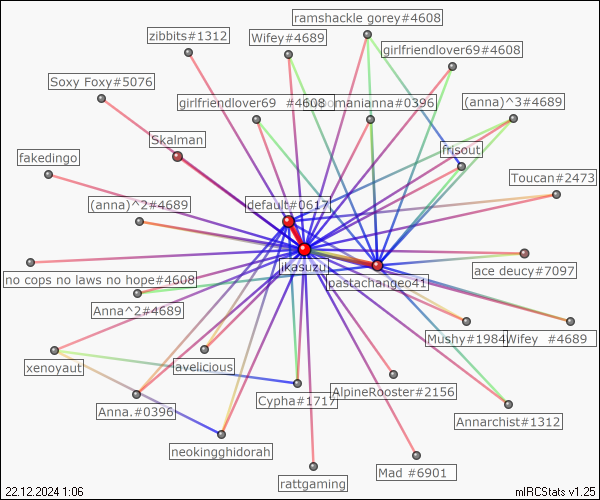 ramshackle gorey#4608
zibbits#1312
Wifey#4689
girlfriendlover69#4608
Soxy Foxy#5076
girlfriendlover69 #4608
manianna#0396
(anna)^3#4689
Skalman
frisout
fakedingo
Toucan#2473
(anna)^2#4689
default#0617
ikasuzu
ace deucy#7097
no cops no laws no hope#4608
pastachangeo41
Anna^2#4689
Mushy#1984
Wifey #4689
xenoyaut
lavelicious
AlpineRooster#2156
Cypha#1717
Anna.#0396
Annarchist#1312
neokingghidorah
Mad #6901
rattgaming
22.12.2024 1:06
mIRCStats v1.25